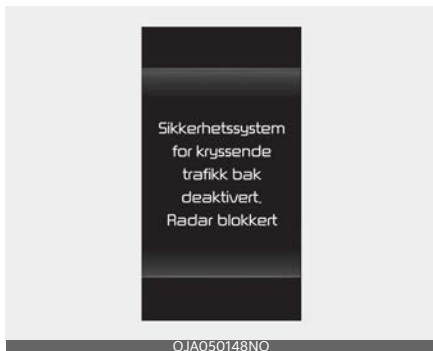 Sikkerhetssystem
for kryssende
trafikk bak
deaktivert.
Radar blokkert
OJA050148NO